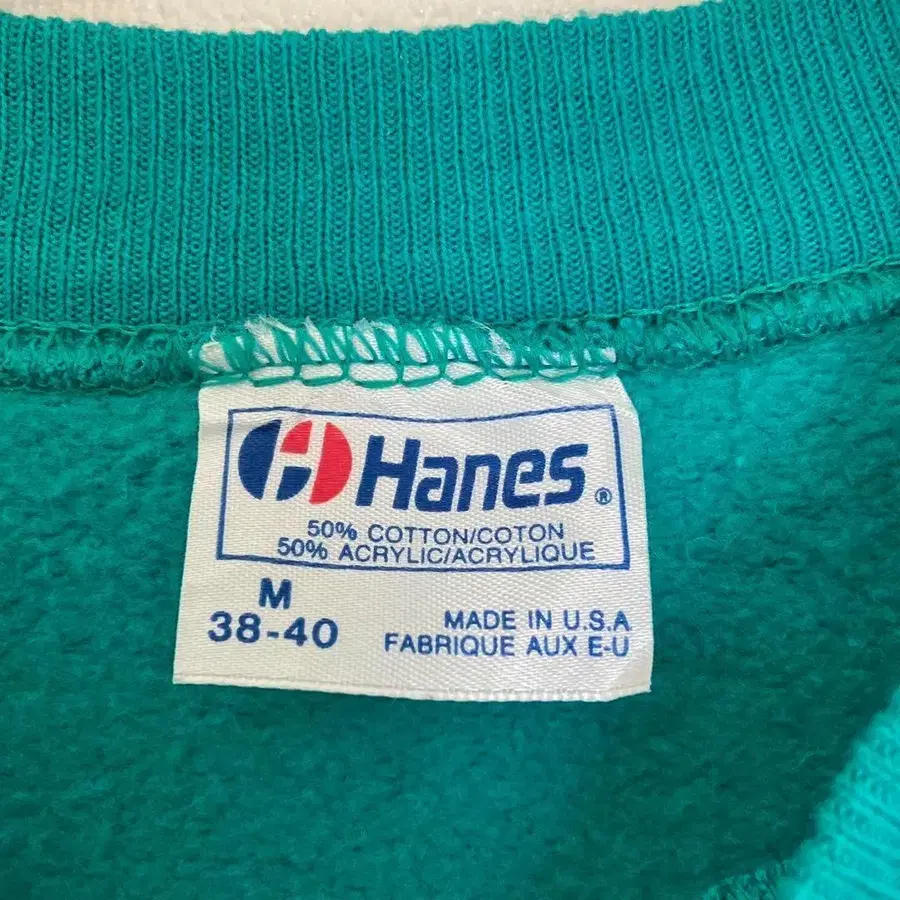 Hanes®
50% COTTON/COTON
50% ACRYLIC/ACRYLIQUE
M
38-40
MADE IN U.S.A
FABRIQUE AUX E-U